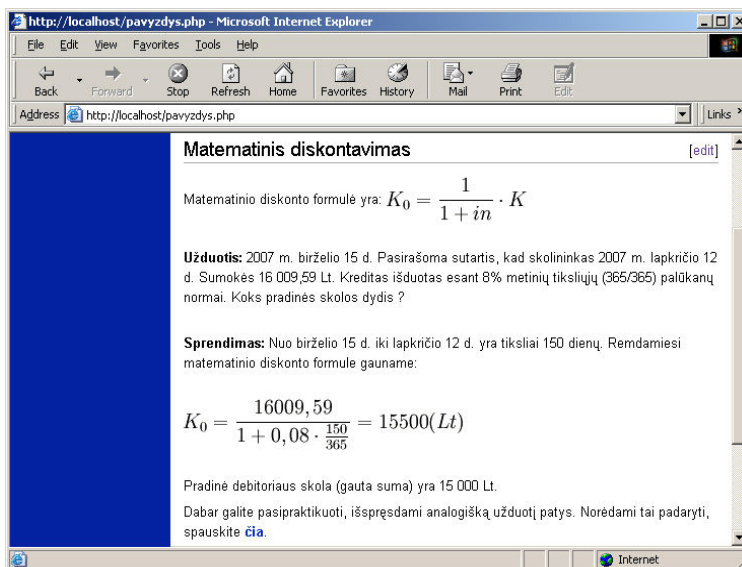 http://localhost/pavyzdys.php - Microsoft Internet Explorer
File Edit View Favorites Tools Help
Back Forward Stop Refresh Home Favorites History Mail Print Edit
Address http://localhost/pavyzdys.php Links »
Matematinis diskontavimas [edit]
Matematinio diskonto formulė yra: K₀ = 1 / (1 + in) · K
Užduotis: 2007 m. birželio 15 d. Pasirašoma sutartis, kad skolininkas 2007 m. lapkričio 12
d. Sumokės 16 009,59 Lt. Kreditas išduotas esant 8% metinių tiksliųjų (365/365) palūkanų
normai. Koks pradinės skolos dydis ?
Sprendimas: Nuo birželio 15 d. iki lapkričio 12 d. yra tiksliai 150 dienų. Remdamiesi
matematinio diskonto formule gauname:
K₀ = 16009,59 / (1 + 0,08 · 150/365) = 15500(Lt)
Pradinė debitoriaus skola (gauta suma) yra 15 000 Lt.
Dabar galite pasipraktikuoti, išspręsdami analogišką užduotį patys. Norėdami tai padaryti,
spauskite čia.
Internet